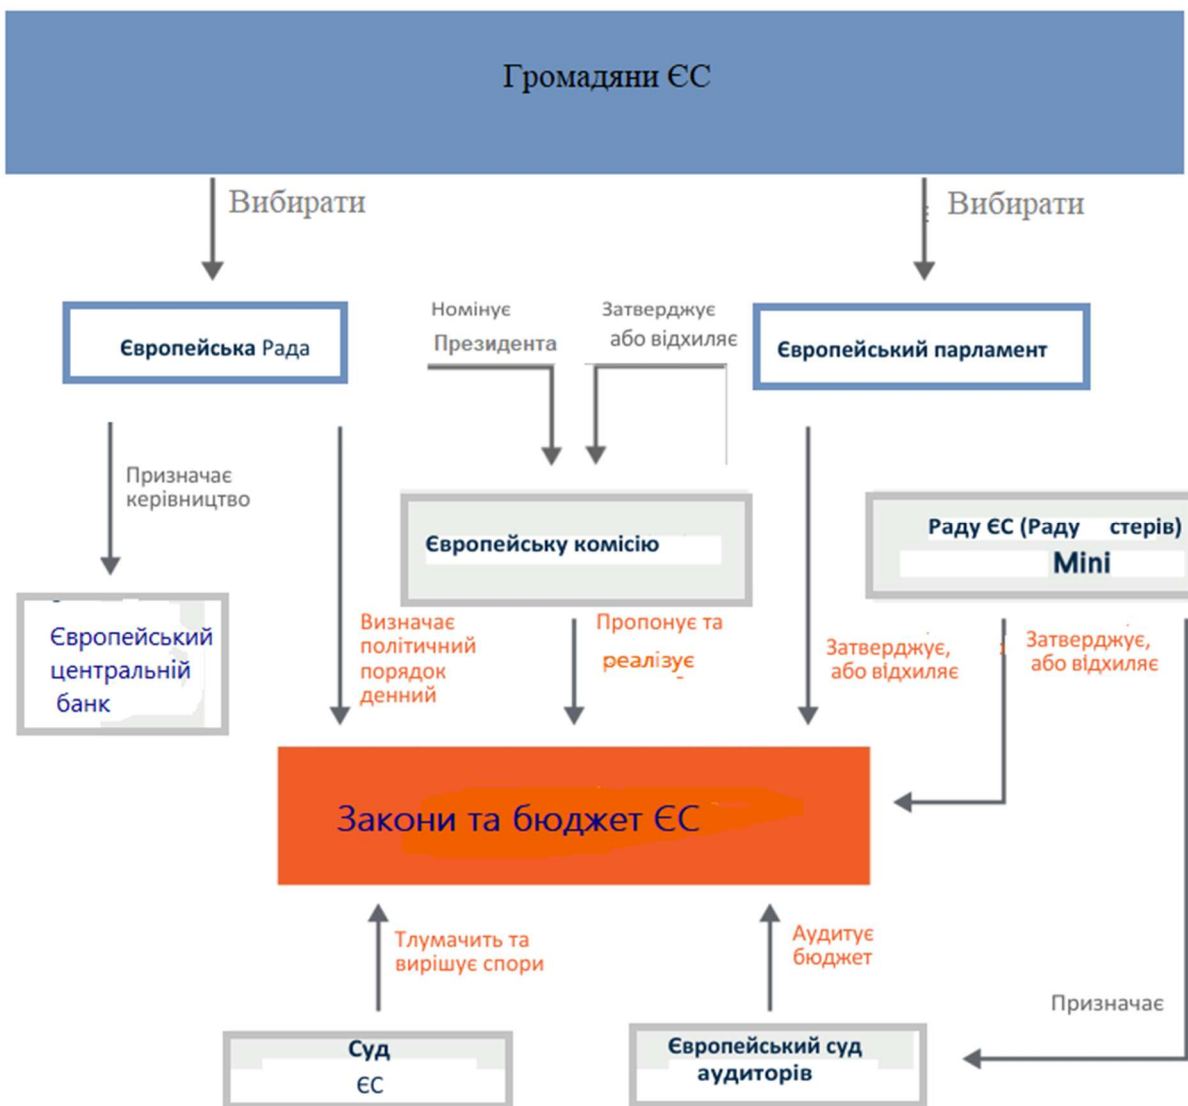 Громадяни ЄС
Вибирати
Вибирати
Європейська Рада
Номінує
Президента
Затверджує
або відхиляє
Європейський парламент
Призначає
керівництво
Європейську комісію
Раду ЄС (Раду стерів)
Міні
Європейський
центральній
банк
Визначає
політичний
порядок
денний
Пропонує та
реалізує
Затверджує,
або відхиляє
Затверджує,
або відхиляє
Закони та бюджет ЄС
Тлумачить та
вирішує спори
Аудитує
бюджет
Призначає
Суд
ЄС
Європейський суд
аудиторів